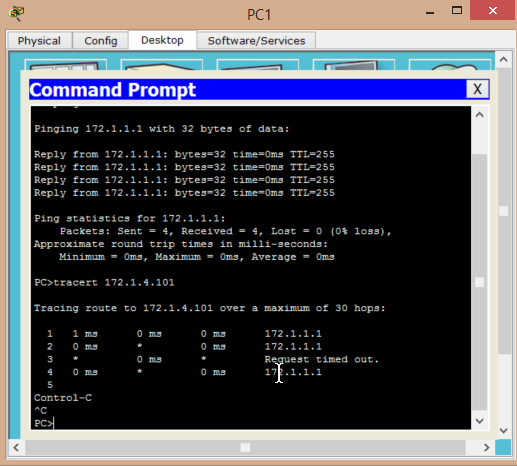 PC1
Physical Config Desktop Software/Services
Command Prompt X
Pinging 172.1.1.1 with 32 bytes of data:
Reply from 172.1.1.1: bytes=32 time=0ms TTL=255
Reply from 172.1.1.1: bytes=32 time=0ms TTL=255
Reply from 172.1.1.1: bytes=32 time=0ms TTL=255
Reply from 172.1.1.1: bytes=32 time=0ms TTL=255
Ping statistics for 172.1.1.1:
Packets: Sent = 4, Received = 4, Lost = 0 (0% loss),
Approximate round trip times in milli-seconds:
Minimum = 0ms, Maximum = 0ms, Average = 0ms
PC>tracert 172.1.4.101
Tracing route to 172.1.4.101 over a maximum of 30 hops:
1 1 ms 0 ms 0 ms 172.1.1.1
2 0 ms * 0 ms 172.1.1.1
3 * 0 ms * Request timed out.
4 0 ms * 0 ms 172.1.1.1
5
Control-C
^C
PC>